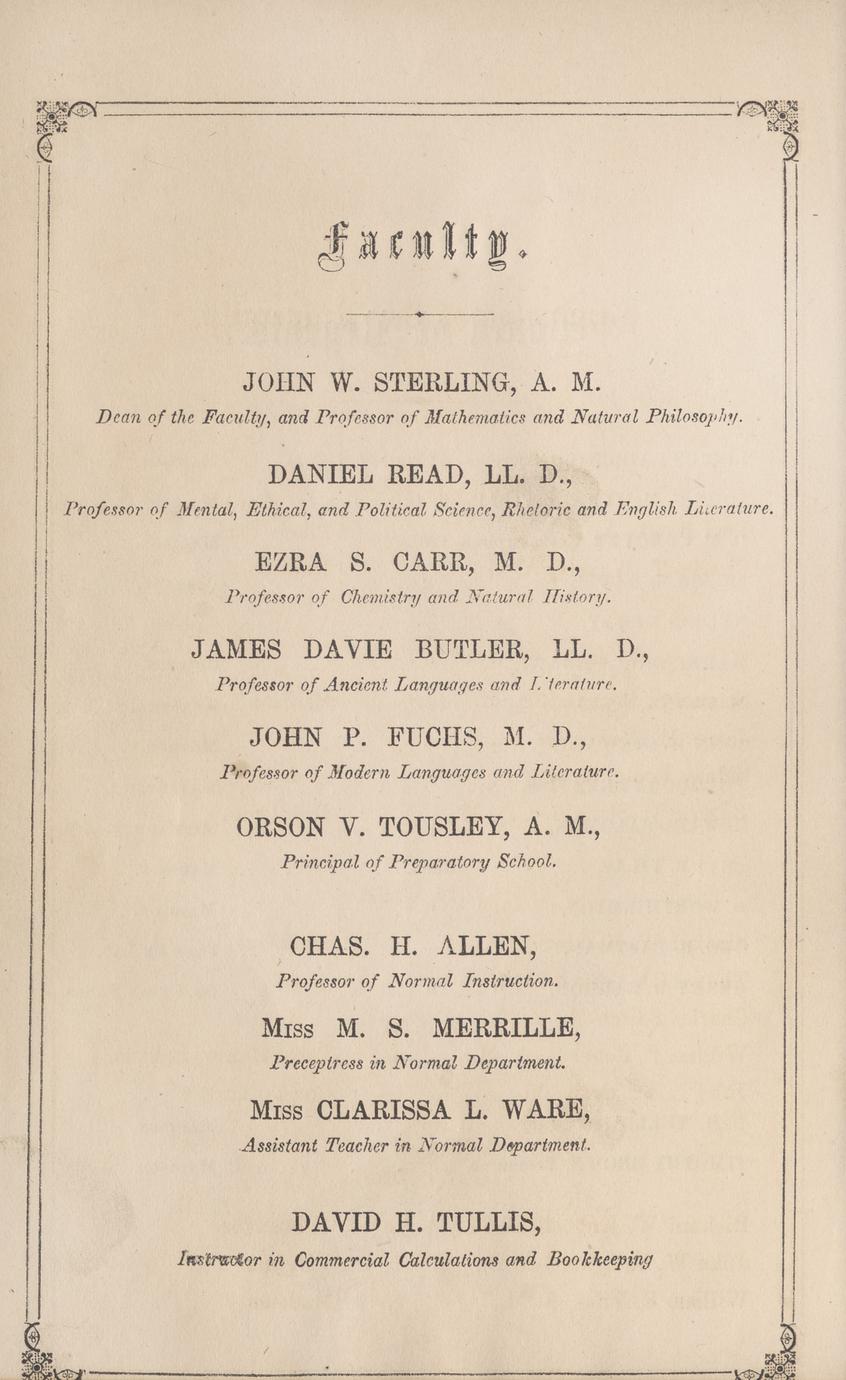 Faculty.
JOHN W. STERLING, A. M.
Dean of the Faculty, and Professor of Mathematics and Natural Philosophy.
DANIEL READ, LL. D.,
Professor of Mental, Ethical, and Political Science, Rhetoric and English Literature.
EZRA S. CARR, M. D.,
Professor of Chemistry and Natural History.
JAMES DAVIE BUTLER, LL. D.,
Professor of Ancient Languages and Literature.
JOHN P. FUCHS, M. D.,
Professor of Modern Languages and Literature.
ORSON V. TOUSLEY, A. M.,
Principal of Preparatory School.
CHAS. H. ALLEN,
Professor of Normal Instruction.
Miss M. S. MERRILLE,
Preceptress in Normal Department.
Miss CLARISSA L. WARE,
Assistant Teacher in Normal Department.
DAVID H. TULLIS,
Instructor in Commercial Calculations and Bookkeeping